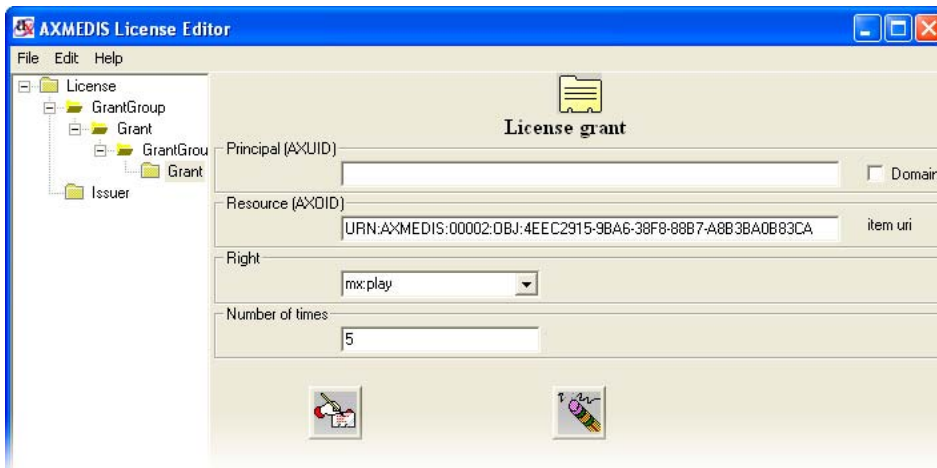 AXMEDIS License Editor
File Edit Help
License
GrantGroup
Grant
GrantGrou
Grant
Issuer
License grant
Principal (AXUID)
Domain
Resource (AXOID)
URN:AXMEDIS:00002:OBJ:4EEC2915-9BA6-38F8-88B7-A8B3BA0B83CA
item uri
Right
mx:play
Number of times
5